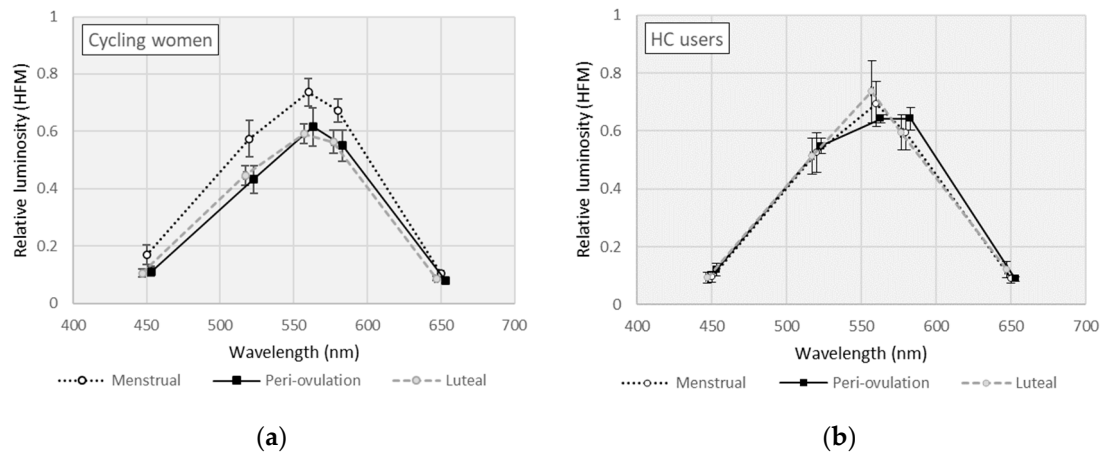 Cycling women
Relative luminosity (HFM)
1
0.8
0.6
0.4
0.2
0
400 450 500 550 600 650 700
Wavelength (nm)
Menstrual Peri-ovulation Luteal
(a)
HC users
Relative luminosity (HFM)
1
0.8
0.6
0.4
0.2
0
400 450 500 550 600 650 700
Wavelength (nm)
Menstrual Peri-ovulation Luteal
(b)